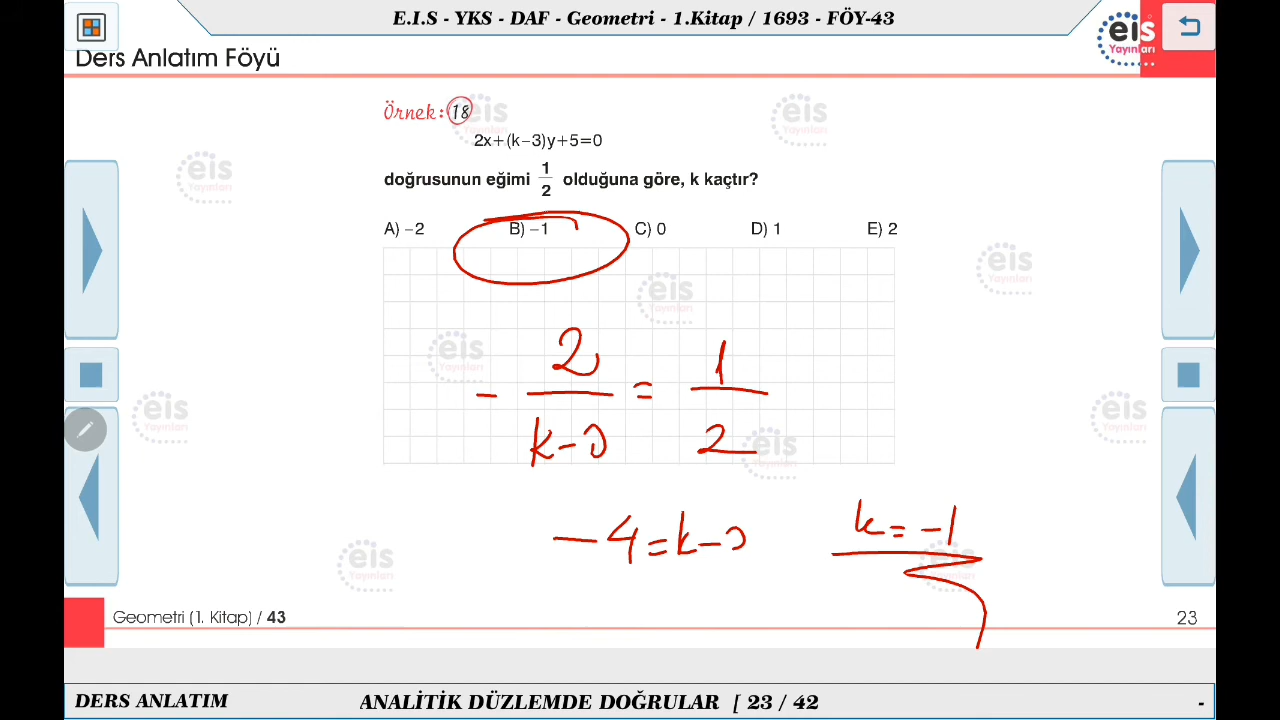 E.I.S - YKS - DAF - Geometri - 1.Kitap / 1693 - FÖY-43
eis
Yayınları
Ders Anlatım Föyü
Örnek: 18
2x+(k−3)y+5=0
doğrusunun eğimi 1/2 olduğuna göre, k kaçtır?
A) −2 B) −1 C) 0 D) 1 E) 2
- 2/(k-3) = 1/2
-4=k-3
k=-1
Geometri (1. Kitap) / 43
23
DERS ANLATIM
ANALİTİK DÜZLEMDE DOĞRULAR [ 23 / 42
-